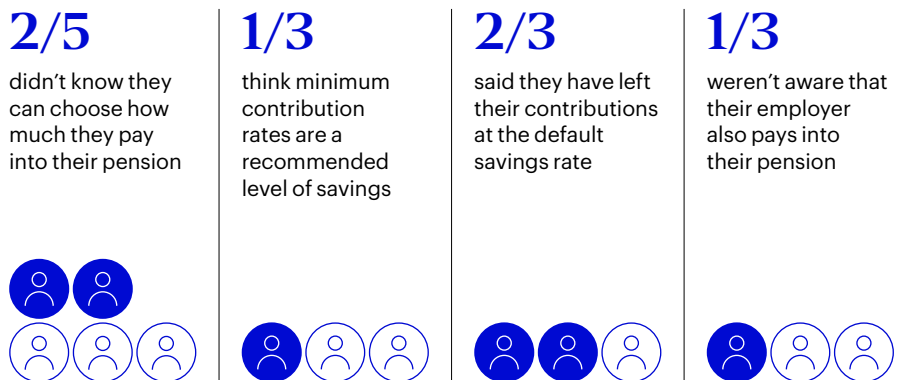 2/5
didn’t know they
can choose how
much they pay
into their pension
1/3
think minimum
contribution
rates are a
recommended
level of savings
2/3
said they have left
their contributions
at the default
savings rate
1/3
weren’t aware that
their employer
also pays into
their pension